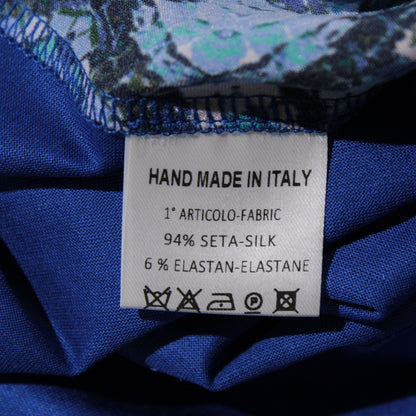 HAND MADE IN ITALY
1° ARTICOLO-FABRIC
94% SETA-SILK
6 % ELASTAN-ELASTANE